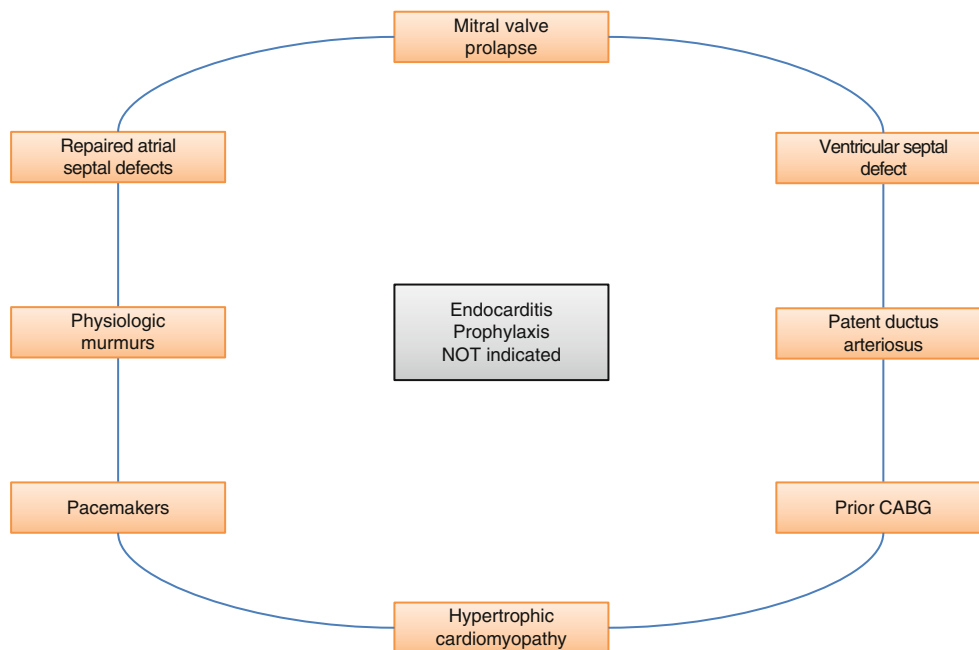 Mitral valve
prolapse
Repaired atrial
septal defects
Ventricular septal
defect
Endocarditis
Prophylaxis
NOT indicated
Physiologic
murmurs
Patent ductus
arteriosus
Pacemakers
Prior CABG
Hypertrophic
cardiomyopathy